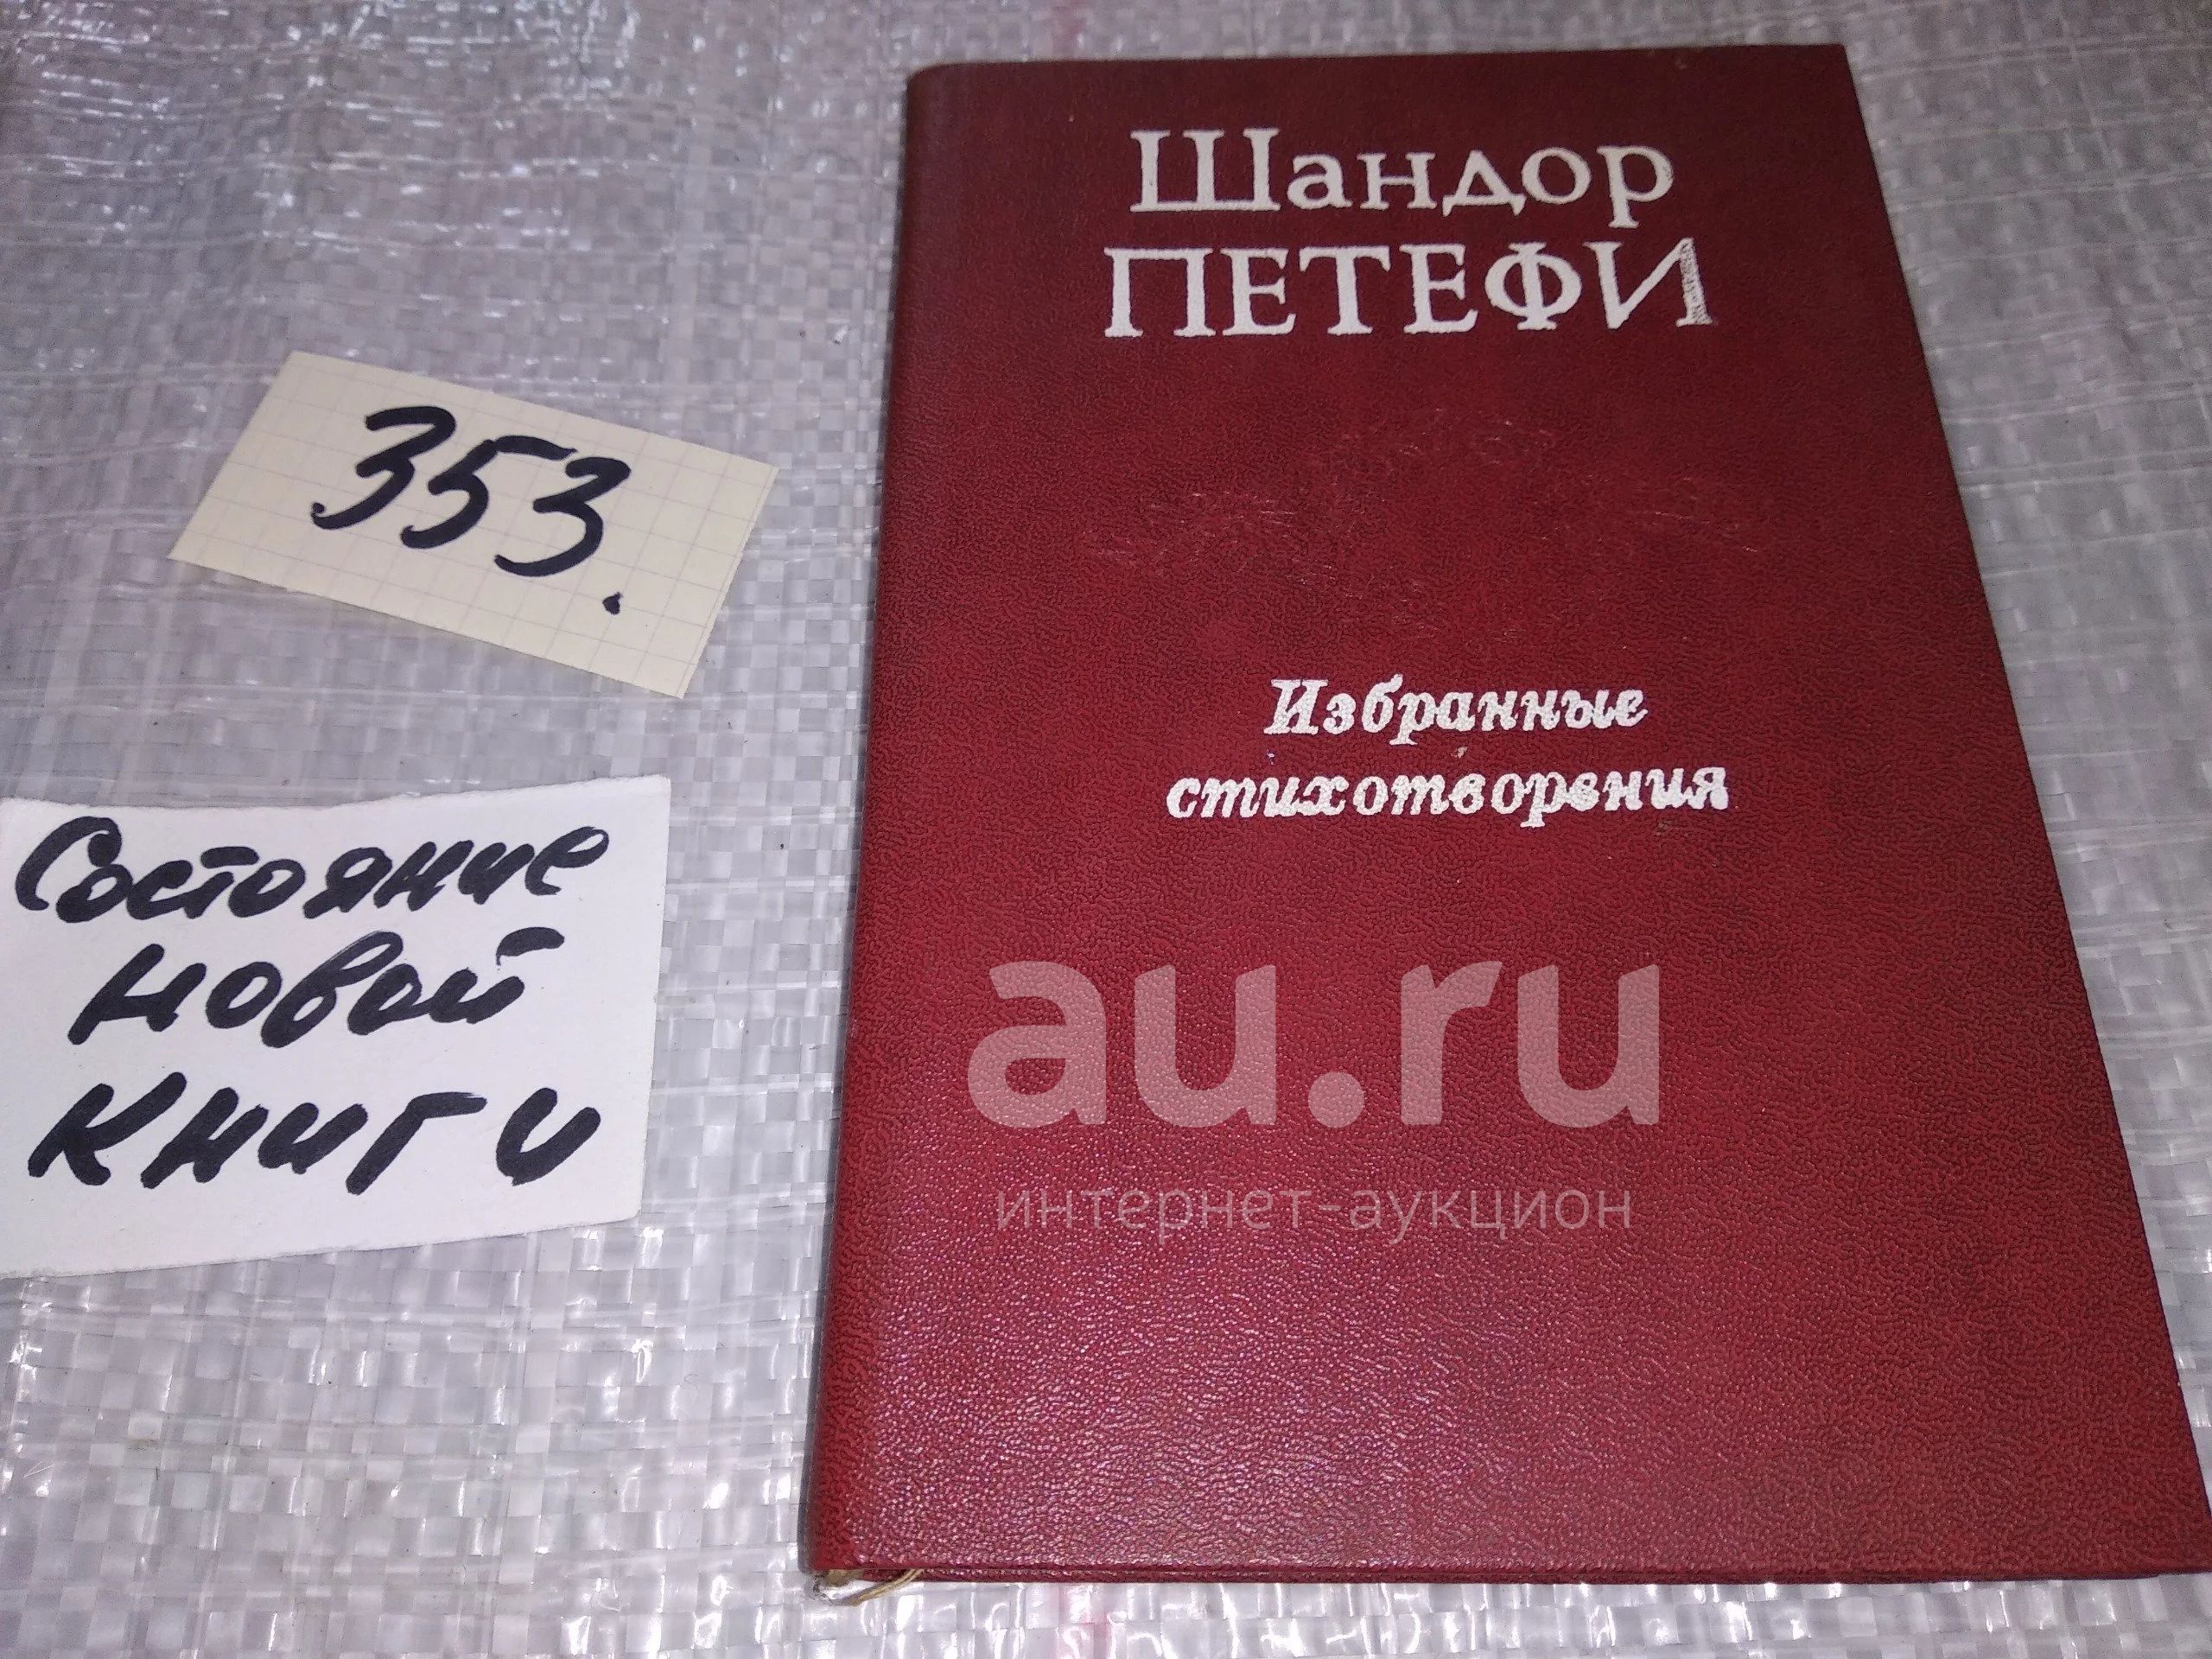 Шандор
ПЕТЕФИ
353.
Избранные
стихотворения
Состояние
новой
книги
au.ru
интернет-аукцион